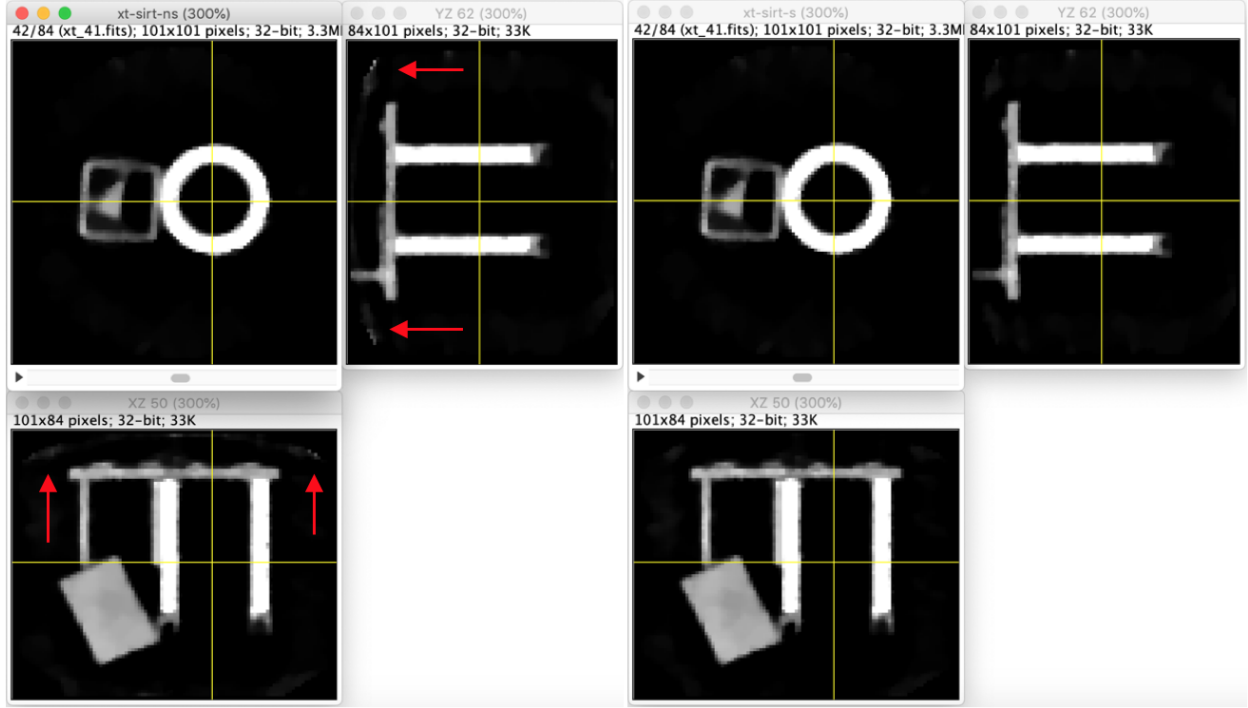 xt-sirt-ns (300%)
42/84 (xt_41.fits); 101x101 pixels; 32-bit; 3.3MI
YZ 62 (300%)
84x101 pixels; 32-bit; 33K
xt-sirt-s (300%)
42/84 (xt_41.fits); 101x101 pixels; 32-bit; 3.3MI
YZ 62 (300%)
84x101 pixels; 32-bit; 33K
XZ 50 (300%)
101x84 pixels; 32-bit; 33K
XZ 50 (300%)
101x84 pixels; 32-bit; 33K